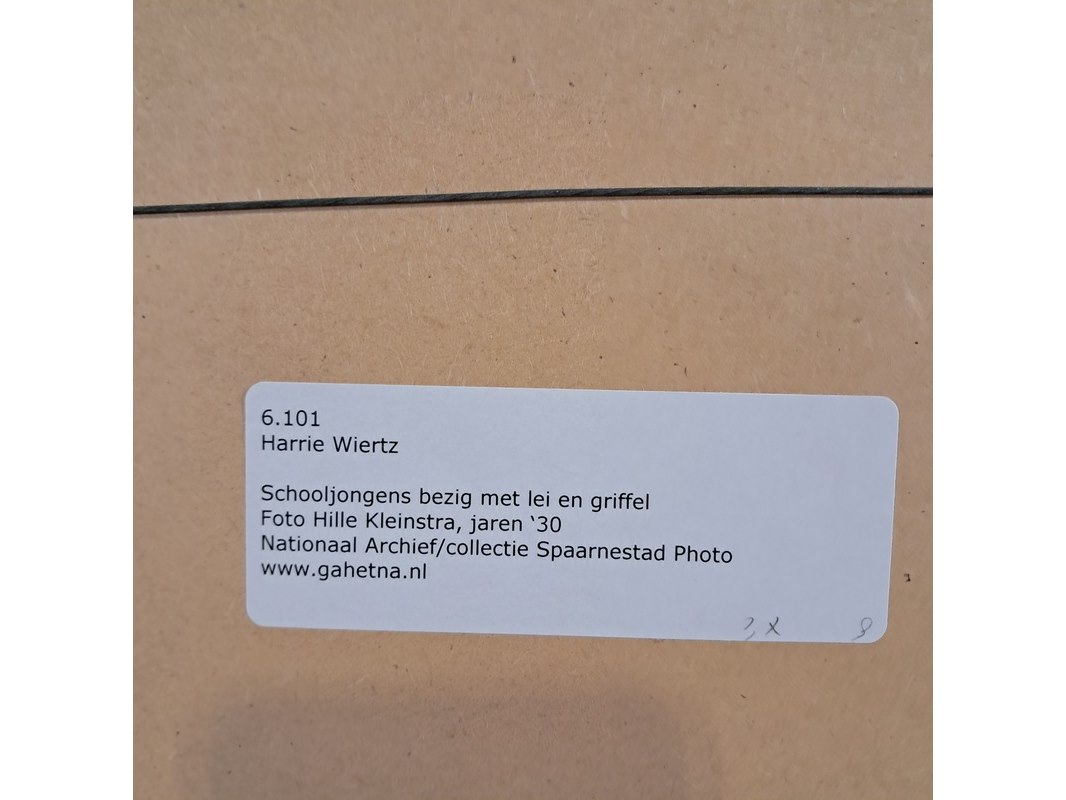 6.101
Harrie Wiertz
Schooljongens bezig met lei en griffel
Foto Hille Kleinstra, jaren ‘30
Nationaal Archief/collectie Spaarnestad Photo
www.gahetna.nl